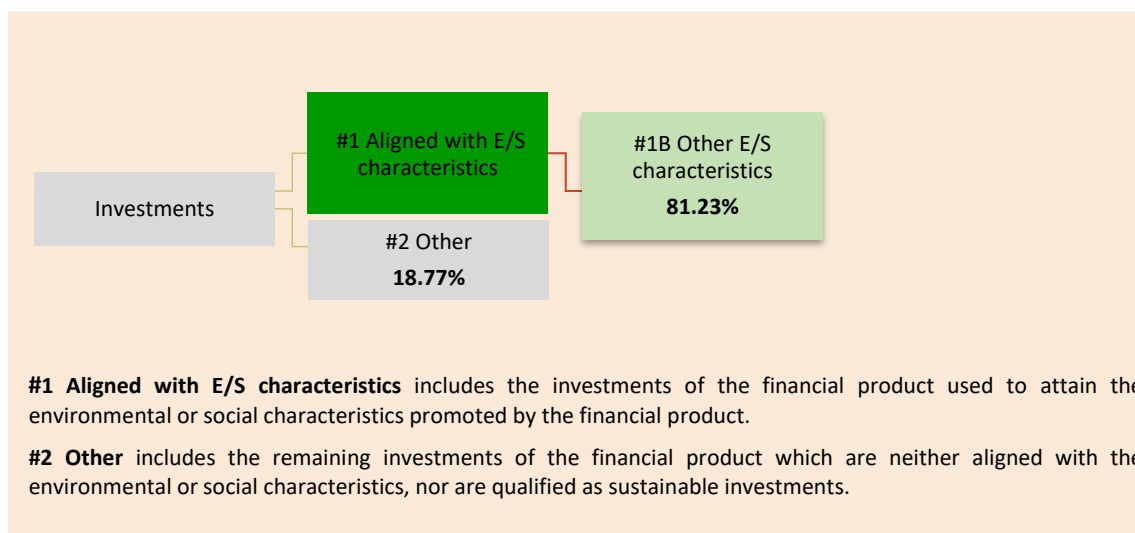 #1 Aligned with E/S
characteristics
#1B Other E/S
characteristics
81.23%
Investments
#2 Other
18.77%
#1 Aligned with E/S characteristics includes the investments of the financial product used to attain the
environmental or social characteristics promoted by the financial product.
#2 Other includes the remaining investments of the financial product which are neither aligned with the
environmental or social characteristics, nor are qualified as sustainable investments.